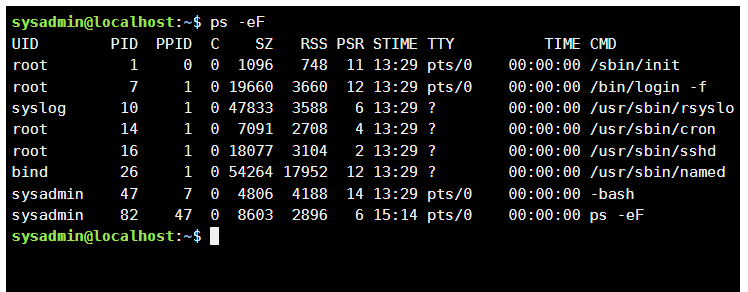 sysadmin@localhost:~$ ps -eF
UID        PID  PPID  C    SZ   RSS PSR STIME TTY          TIME CMD
root         1     0  0  1096   748  11 13:29 pts/0    00:00:00 /sbin/init
root         7     1  0 19660  3660  12 13:29 pts/0    00:00:00 /bin/login -f
syslog      10     1  0 47833  3588   6 13:29 ?        00:00:00 /usr/sbin/rsyslo
root        14     1  0  7091  2708   4 13:29 ?        00:00:00 /usr/sbin/cron
root        16     1  0 18077  3104   2 13:29 ?        00:00:00 /usr/sbin/sshd
bind        26     1  0 54264 17952  12 13:29 ?        00:00:00 /usr/sbin/named
sysadmin    47     7  0  4806  4188  14 13:29 pts/0    00:00:00 -bash
sysadmin    82    47  0  8603  2896   6 15:14 pts/0    00:00:00 ps -eF
sysadmin@localhost:~$